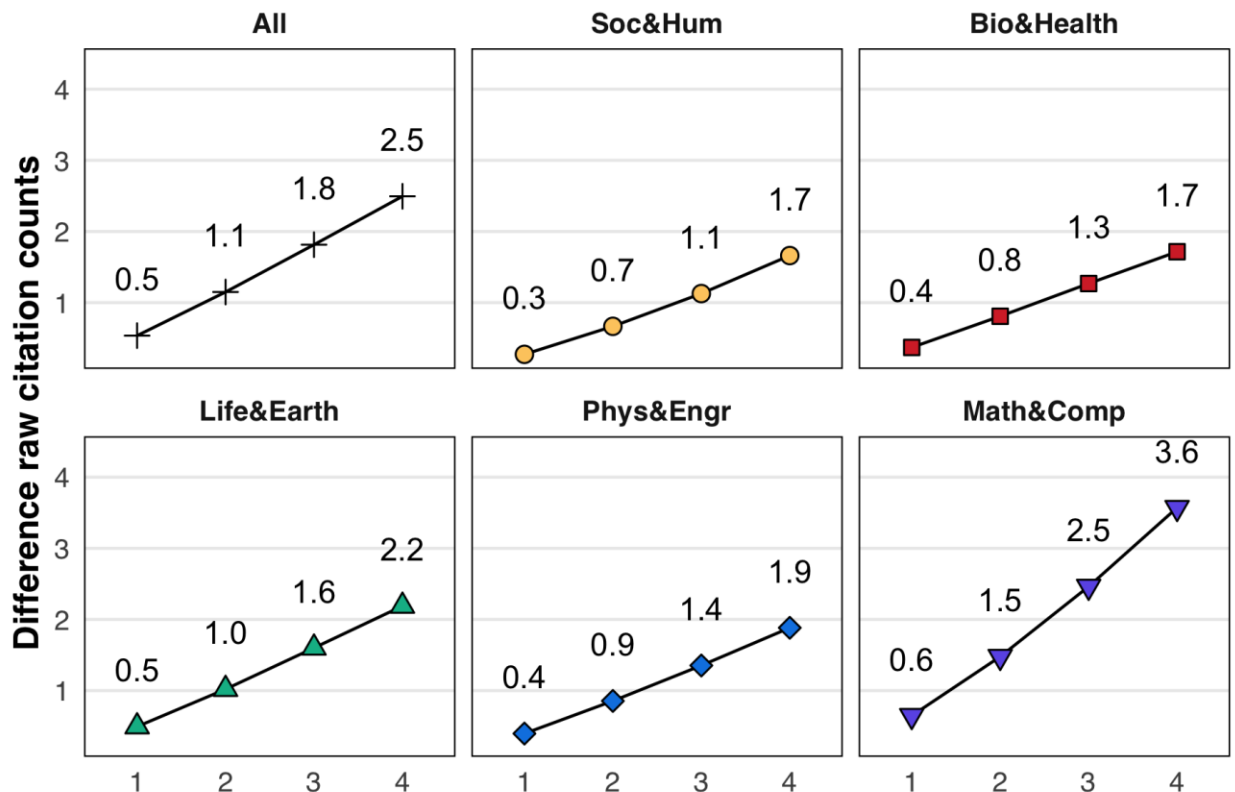 All Soc&Hum Bio&Health
Difference raw citation counts
4
3
2
1
0.5 1.1 1.8 2.5
0.3 0.7 1.1 1.7
0.4 0.8 1.3 1.7
Life&Earth Phys&Engr Math&Comp
4
3
2
1
0.5 1.0 1.6 2.2
0.4 0.9 1.4 1.9
0.6 1.5 2.5 3.6
1 2 3 4 1 2 3 4 1 2 3 4